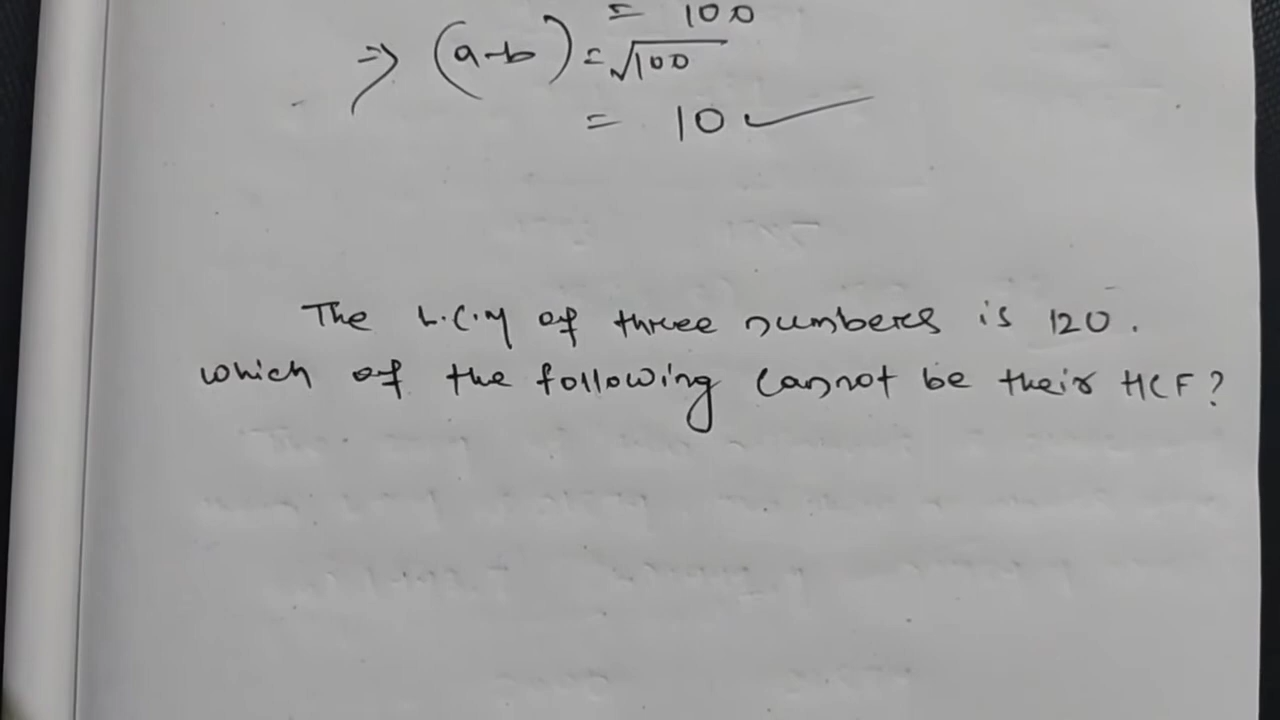 = 100
⇒ (a-b) = √100
= 10 ✓
The L.C.M of three numbers is 120.
which of the following cannot be their HCF?